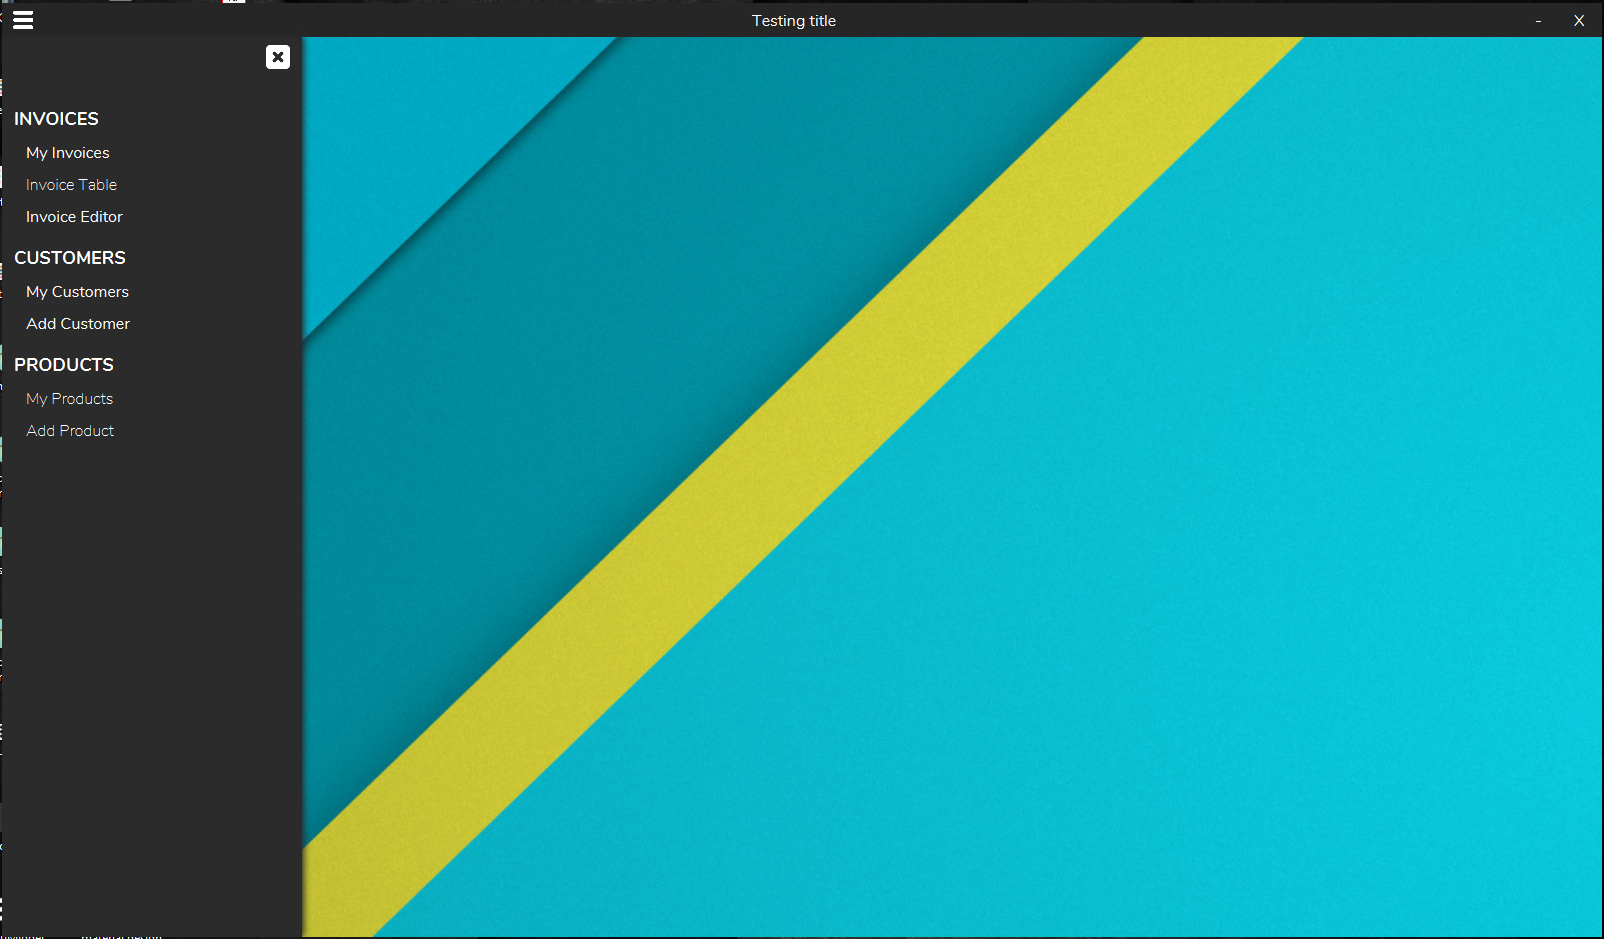 Testing title
-
X
INVOICES
My Invoices
Invoice Table
Invoice Editor
CUSTOMERS
My Customers
Add Customer
PRODUCTS
My Products
Add Product